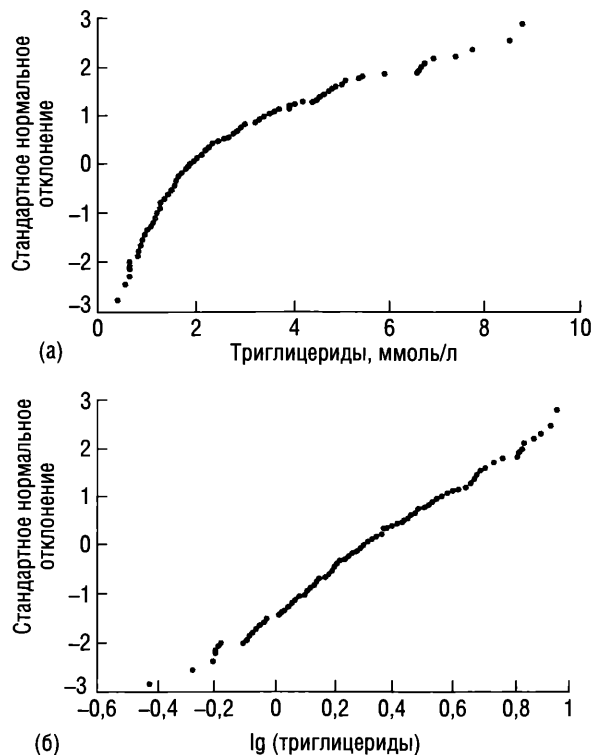 Стандартное нормальное
отклонение
3
2
1
0
–1
–2
–3
0 2 4 6 8 10
(а) Триглицериды, ммоль/л
Стандартное нормальное
отклонение
3
2
1
0
–1
–2
–3
–0,6 –0,4 –0,2 0 0,2 0,4 0,6 0,8 1
(б) lg (триглицериды)